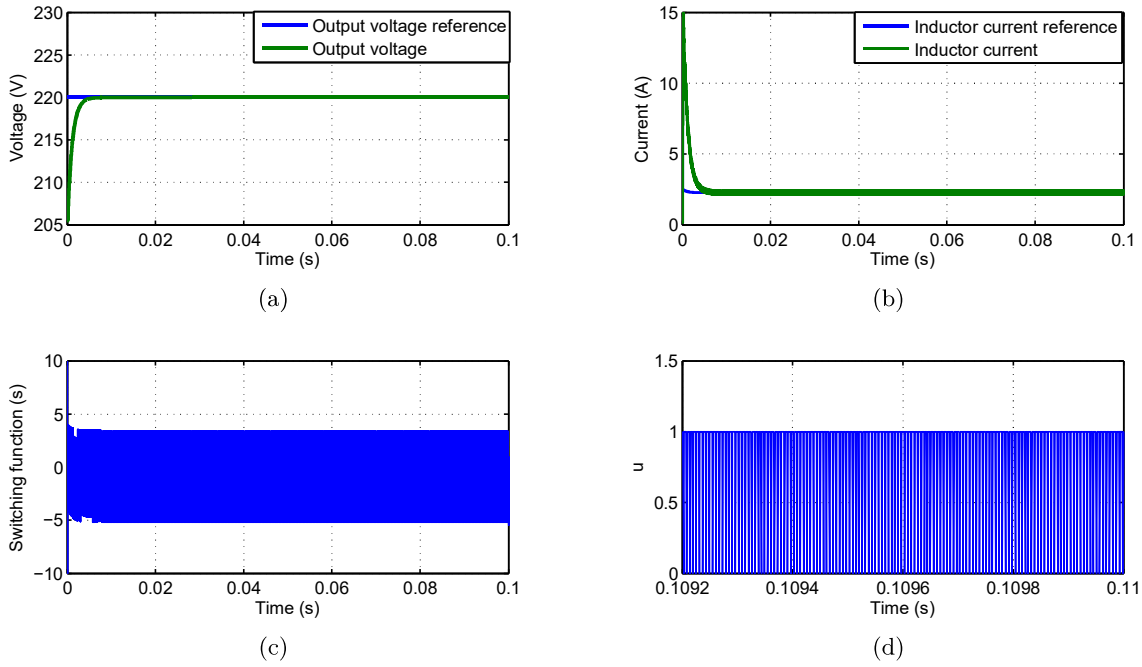 230
225
220
215
210
205
Voltage (V)
0
0.02
0.04
0.06
0.08
0.1
Time (s)
Output voltage reference
Output voltage
(a)
15
10
5
0
Current (A)
0
0.02
0.04
0.06
0.08
0.1
Time (s)
Inductor current reference
Inductor current
(b)
10
5
0
−5
−10
Switching function (s)
0
0.02
0.04
0.06
0.08
0.1
Time (s)
(c)
1.5
1
0.5
0
u
0.1092
0.1094
0.1096
0.1098
0.11
Time (s)
(d)